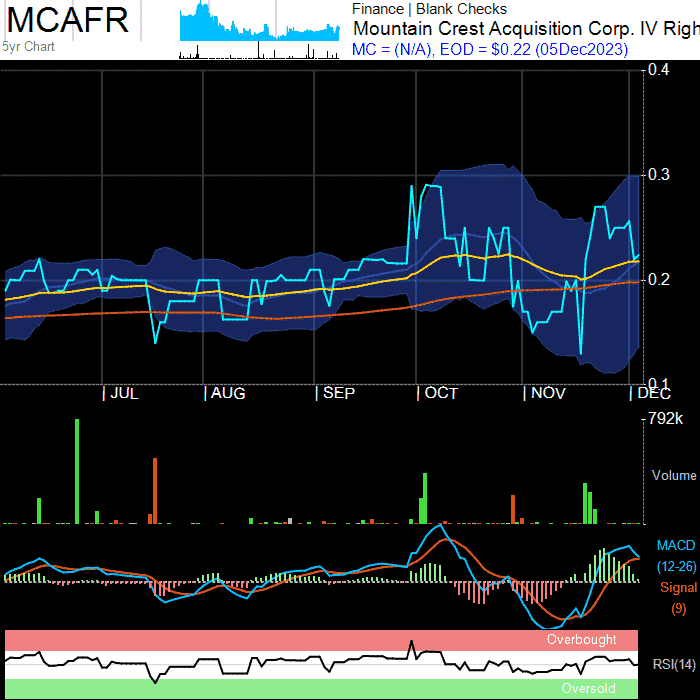 MCAFR
5yr Chart
Finance | Blank Checks
Mountain Crest Acquisition Corp. IV Righ
MC = (N/A), EOD = $0.22 (05Dec2023)
0.4
0.3
0.2
0.1
| JUL | AUG | SEP | OCT | NOV | DEC
792k
Volume
MACD
(12-26)
Signal
(9)
Overbought
RSI(14)
Oversold